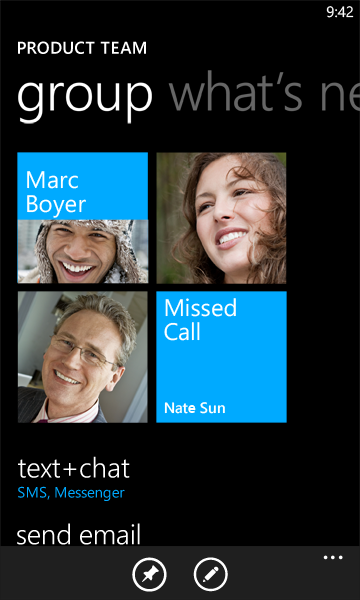 9:42
PRODUCT TEAM
group what's ne
Marc
Boyer
Missed
Call
Nate Sun
text+chat
SMS, Messenger
send email